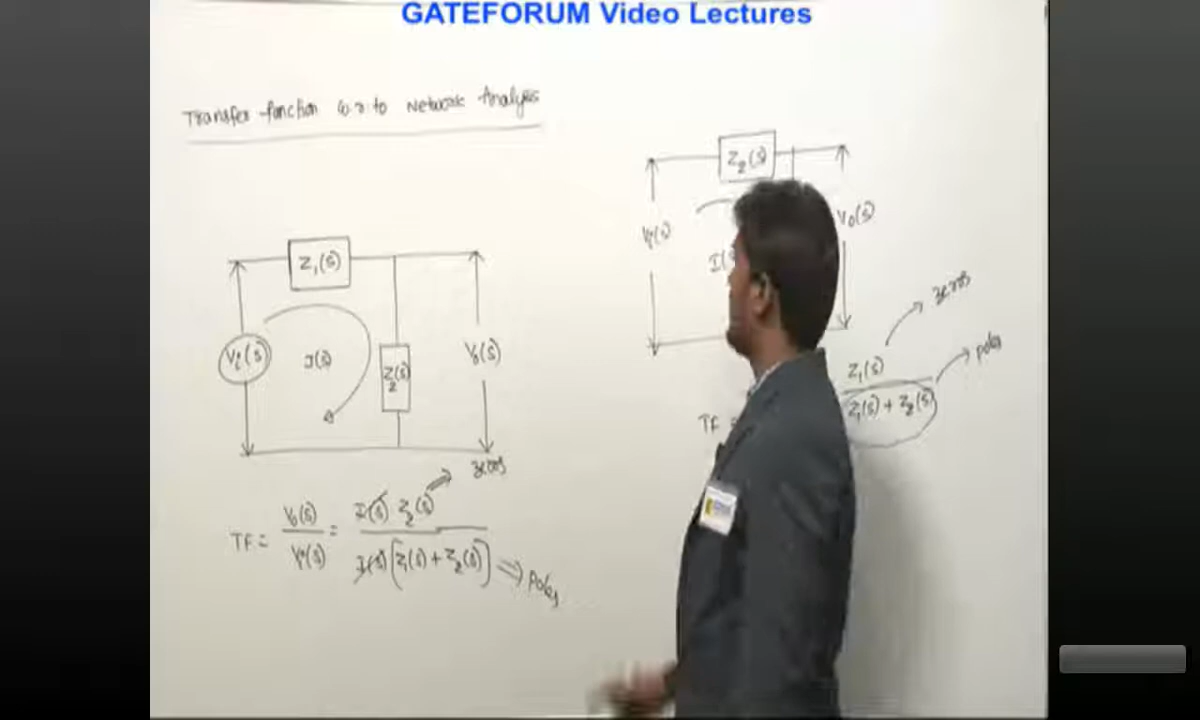 GATEFORUM Video Lectures
Transfer function w.r.to Network Analysis
Z1(s)
Vi(s)
I(s)
Z2(s)
V0(s)
zeros
TF = V0(s) / Vi(s) = I(s) Z2(s) / I(s) [Z1(s) + Z2(s)] ⇒ Poles
Z2(s)
Vi(s)
V0(s)
I(s
zeros
poles
TF = Z1(s) / Z1(s) + Z2(s)